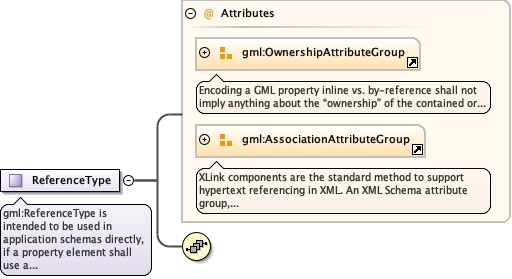 @ Attributes
gml:OwnershipAttributeGroup
Encoding a GML property inline vs. by-reference shall not
imply anything about the “ownership” of the contained or...
gml:AssociationAttributeGroup
XLink components are the standard method to support
hypertext referencing in XML. An XML Schema attribute
group,...
ReferenceType
gml:ReferenceType is
intended to be used in
application schemas directly,
if a property element shall
use a...